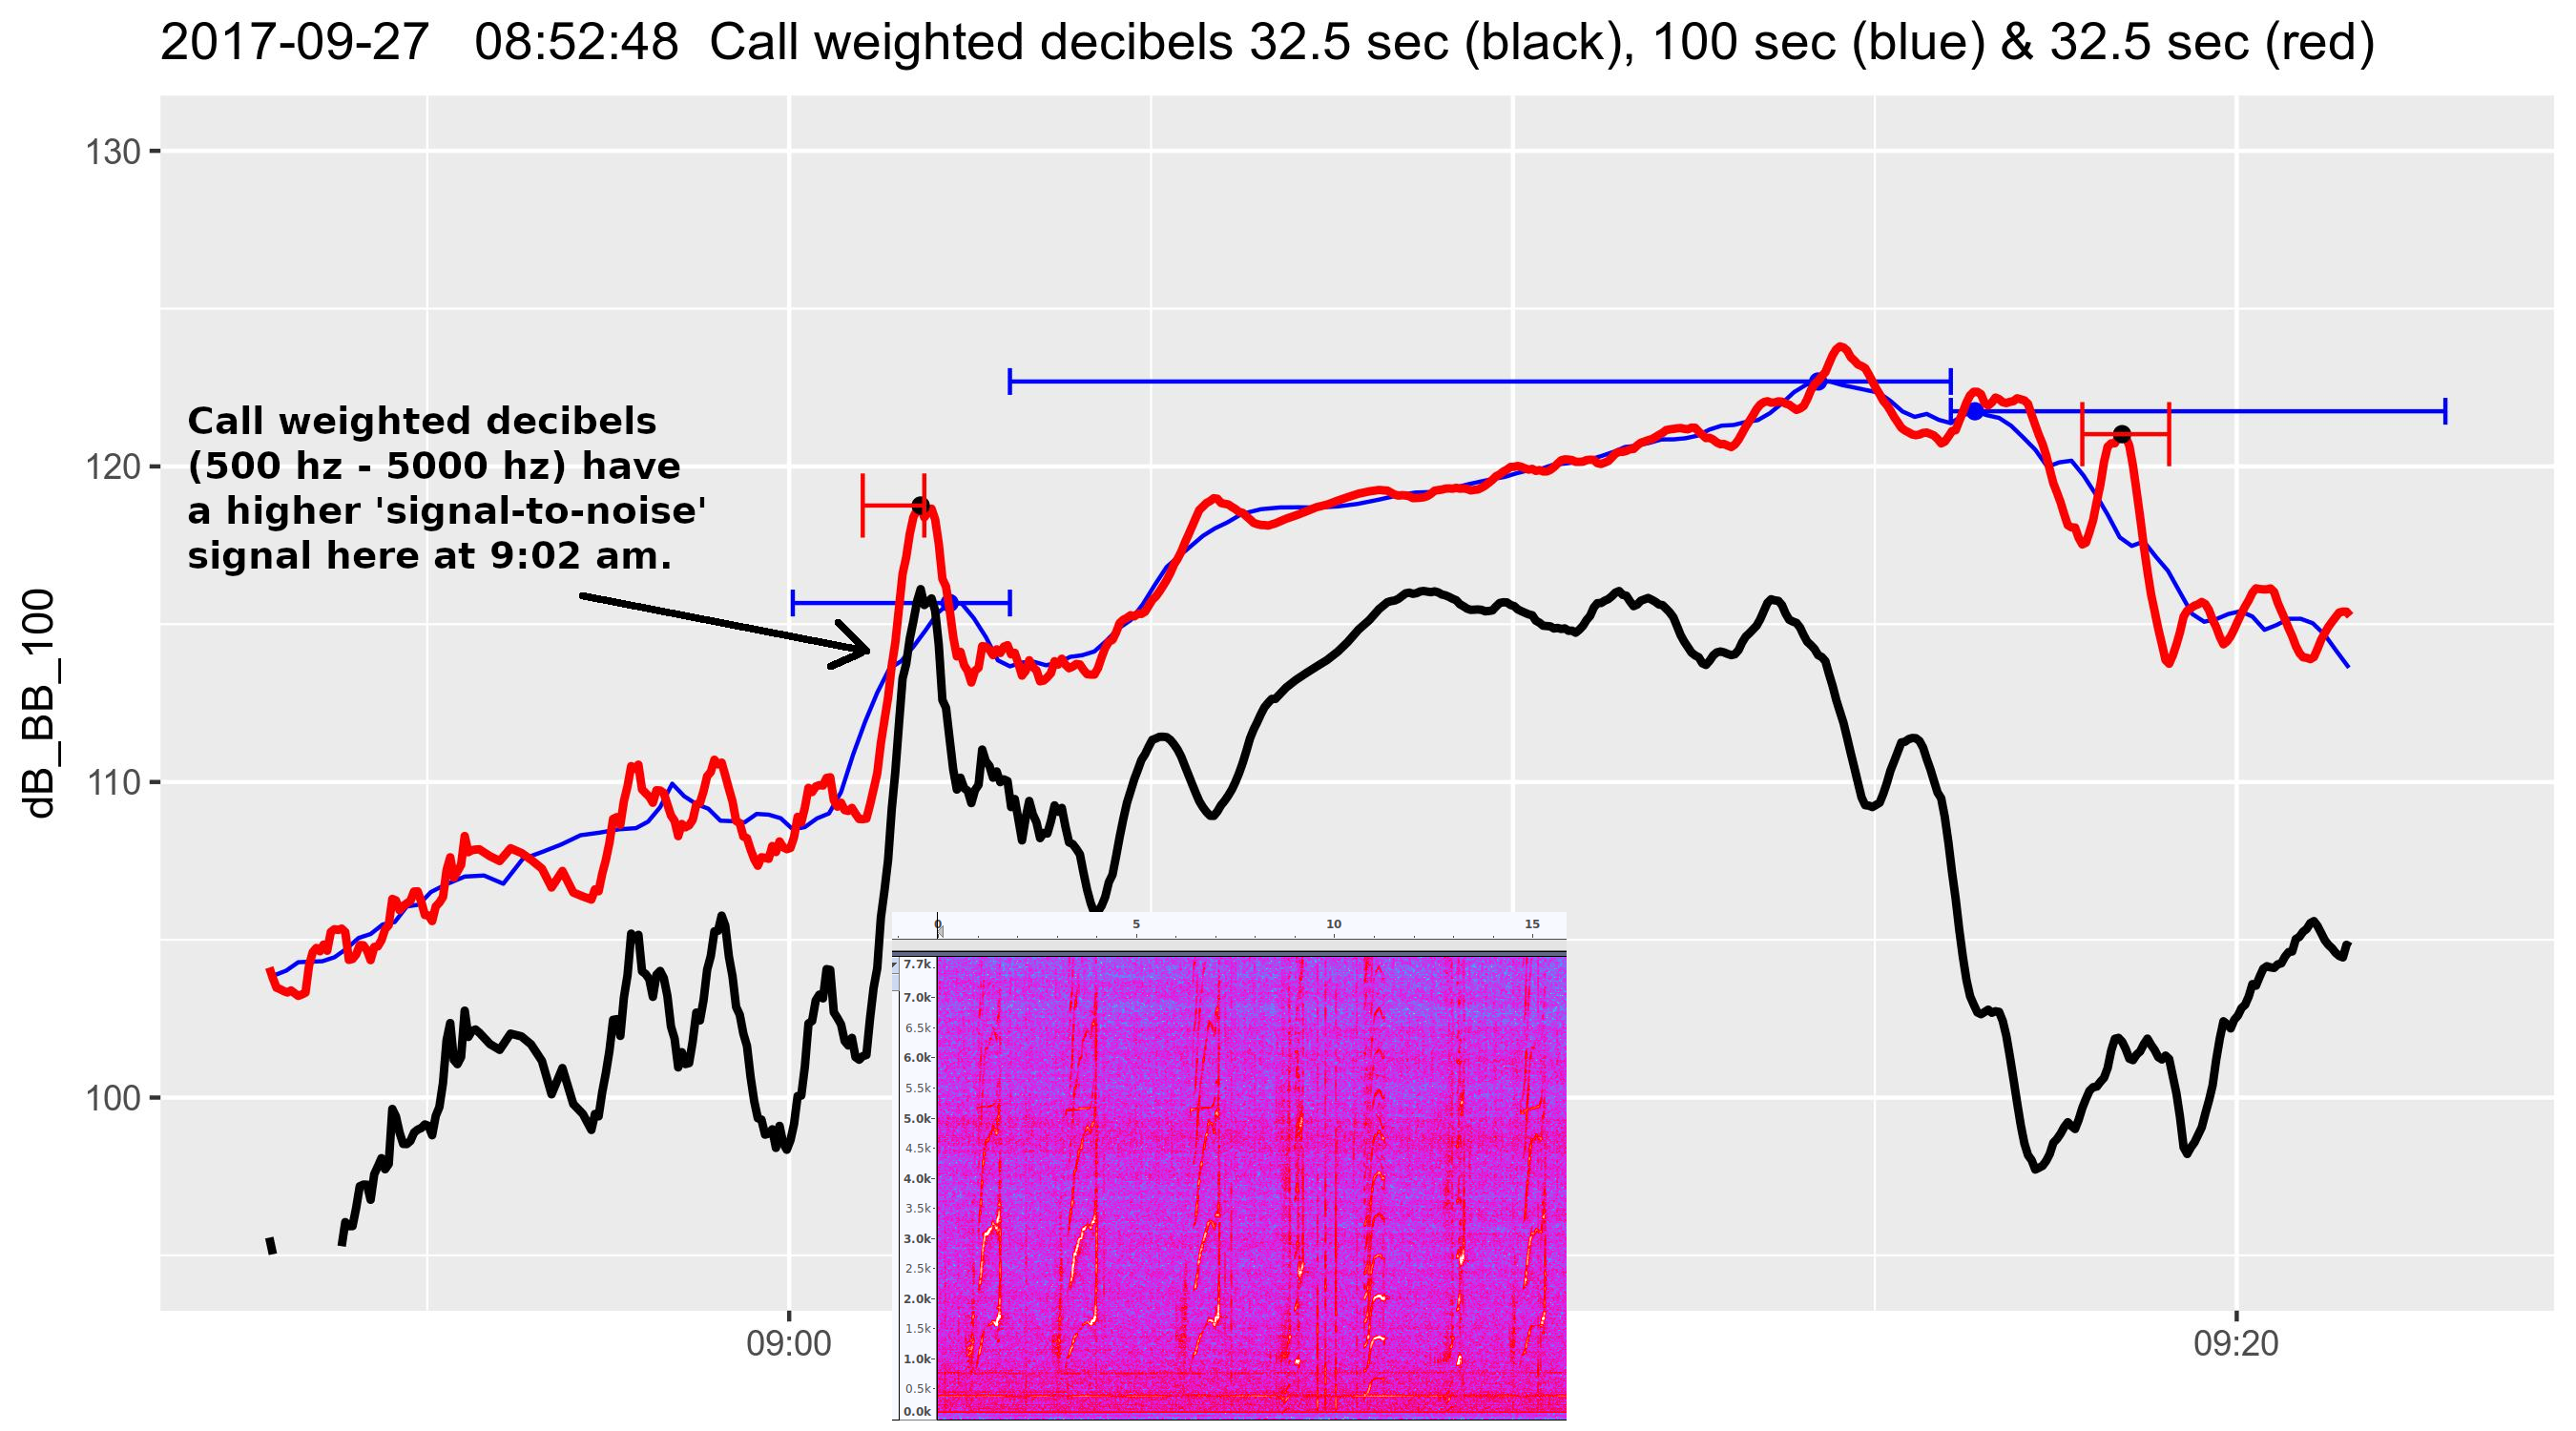 2017-09-27 08:52:48 Call weighted decibels 32.5 sec (black), 100 sec (blue) & 32.5 sec (red)
130
120
110
100
dB_BB_100
Call weighted decibels
(500 hz - 5000 hz) have
a higher 'signal-to-noise'
signal here at 9:02 am.
0 5 10 15
7.7k
7.0k
6.5k
6.0k
5.5k
5.0k
4.5k
4.0k
3.5k
3.0k
2.5k
2.0k
1.5k
1.0k
0.5k
0.0k
09:00 09:20